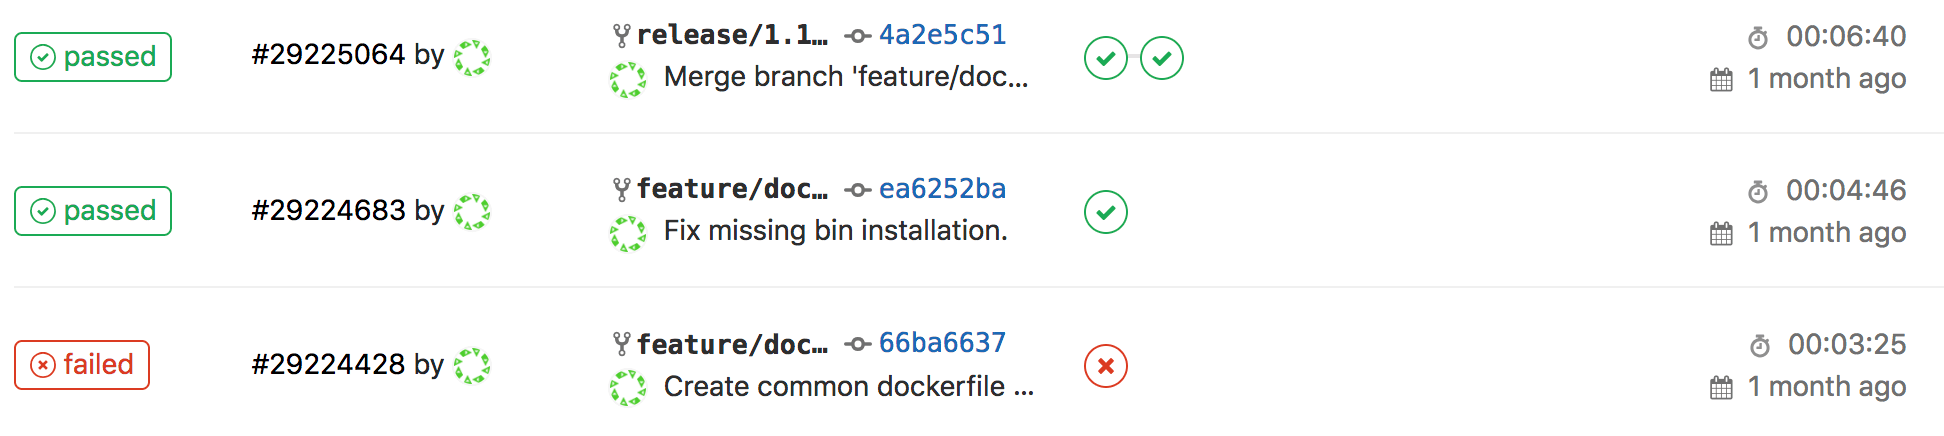 passed #29225064 by release/1.1… 4a2e5c51 00:06:40
Merge branch 'feature/doc… 1 month ago
passed #29224683 by feature/doc… ea6252ba 00:04:46
Fix missing bin installation. 1 month ago
failed #29224428 by feature/doc… 66ba6637 00:03:25
Create common dockerfile … 1 month ago